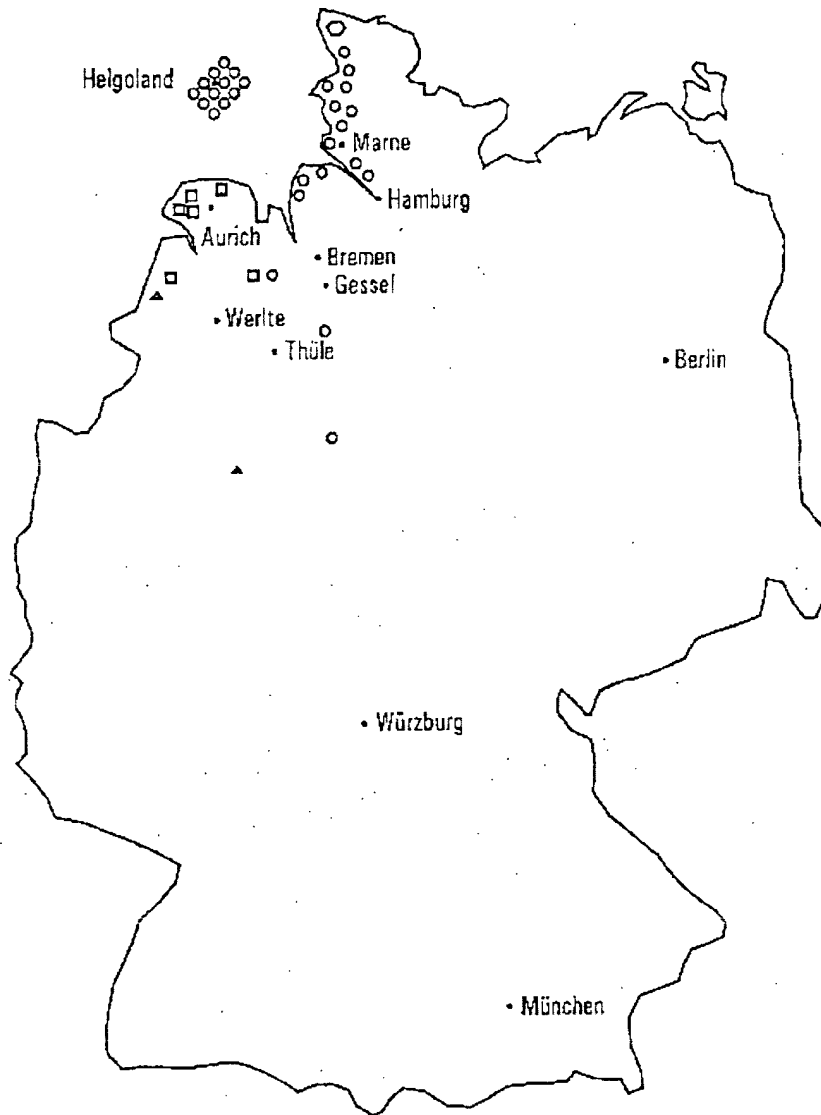 Helgoland
Marne
Hamburg
Aurich
Bremen
Gessel
Werlte
Thüle
Berlin
Würzburg
München